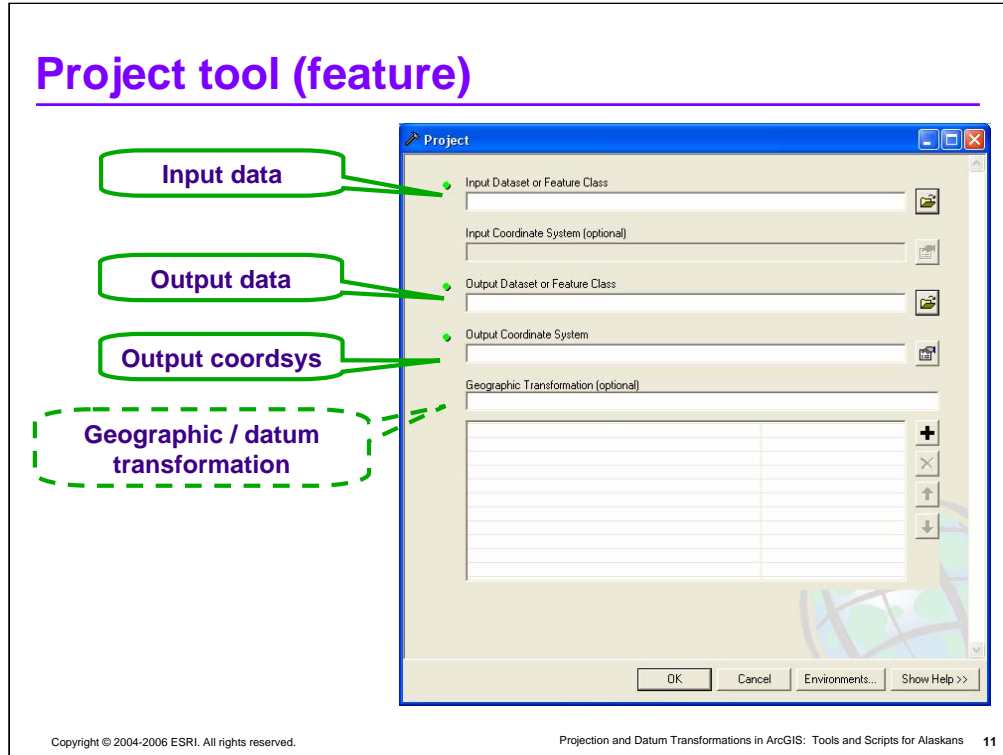 Project tool (feature)
Input data
Output data
Output coordsys
Geographic / datum
transformation
Project
Input Dataset or Feature Class
Input Coordinate System (optional)
Output Dataset or Feature Class
Output Coordinate System
Geographic Transformation (optional)
OK Cancel Environments... Show Help >>
Copyright © 2004-2006 ESRI. All rights reserved. Projection and Datum Transformations in ArcGIS: Tools and Scripts for Alaskans 11